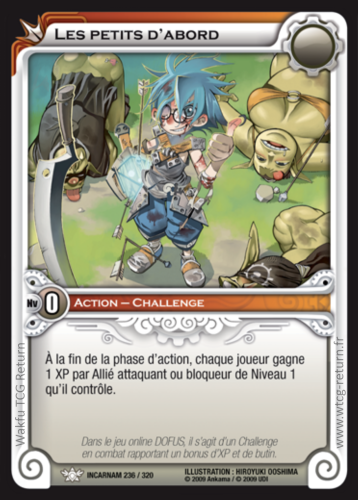 Les petits d'abord
Nv 0 Action – Challenge
À la fin de la phase d'action, chaque joueur gagne
1 XP par Allié attaquant ou bloqueur de Niveau 1
qu'il contrôle.
Dans le jeu online DOFUS, il s'agit d'un Challenge
en combat rapportant un bonus d'XP et de butin.
INCARNAM 236 / 320
ILLUSTRATION : HIROYUKI OOSHIMA
© 2009 Ankama / © 2009 UDI
Wakfu TCG Return
www.wtcg-return.fr